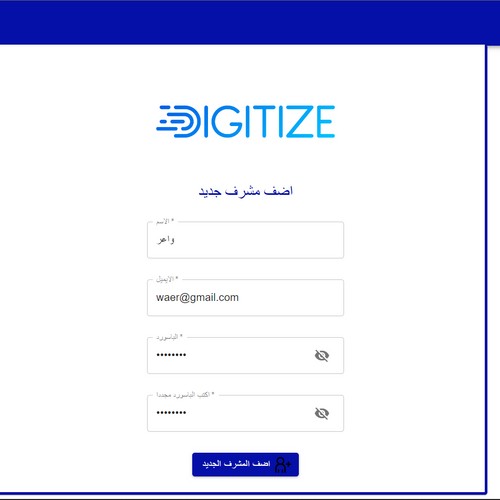 DIGITIZE
اضف مشرف جديد
الاسم *
واعر
الايميل *
waer@gmail.com
الباسورد *
••••••••
اكتب الباسورد مجددا *
••••••••
اضف المشرف الجديد